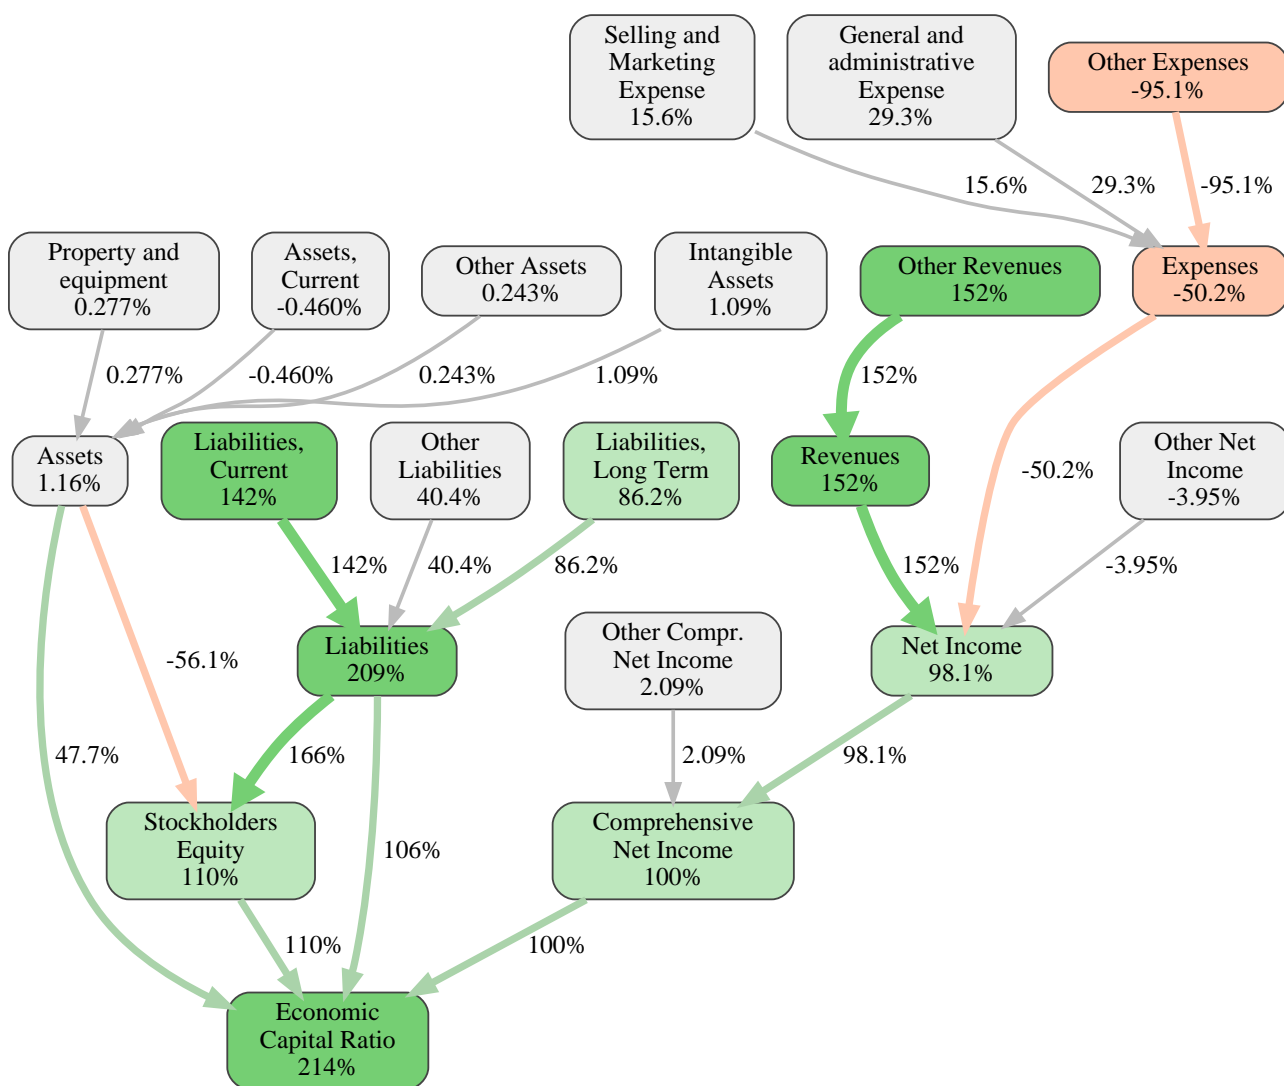 Selling and
Marketing
Expense
15.6%
General and
administrative
Expense
29.3%
Other Expenses
-95.1%
15.6%
29.3%
-95.1%
Property and
equipment
0.277%
Assets,
Current
-0.460%
Other Assets
0.243%
Intangible
Assets
1.09%
Other Revenues
152%
Expenses
-50.2%
0.277%
-0.460%
0.243%
1.09%
152%
Assets
1.16%
Liabilities,
Current
142%
Other
Liabilities
40.4%
Liabilities,
Long Term
86.2%
Revenues
152%
-50.2%
Other Net
Income
-3.95%
142%
40.4%
86.2%
152%
-3.95%
-56.1%
Liabilities
209%
Other Compr.
Net Income
2.09%
Net Income
98.1%
47.7%
166%
2.09%
98.1%
Stockholders
Equity
110%
106%
Comprehensive
Net Income
100%
110%
100%
Economic
Capital Ratio
214%